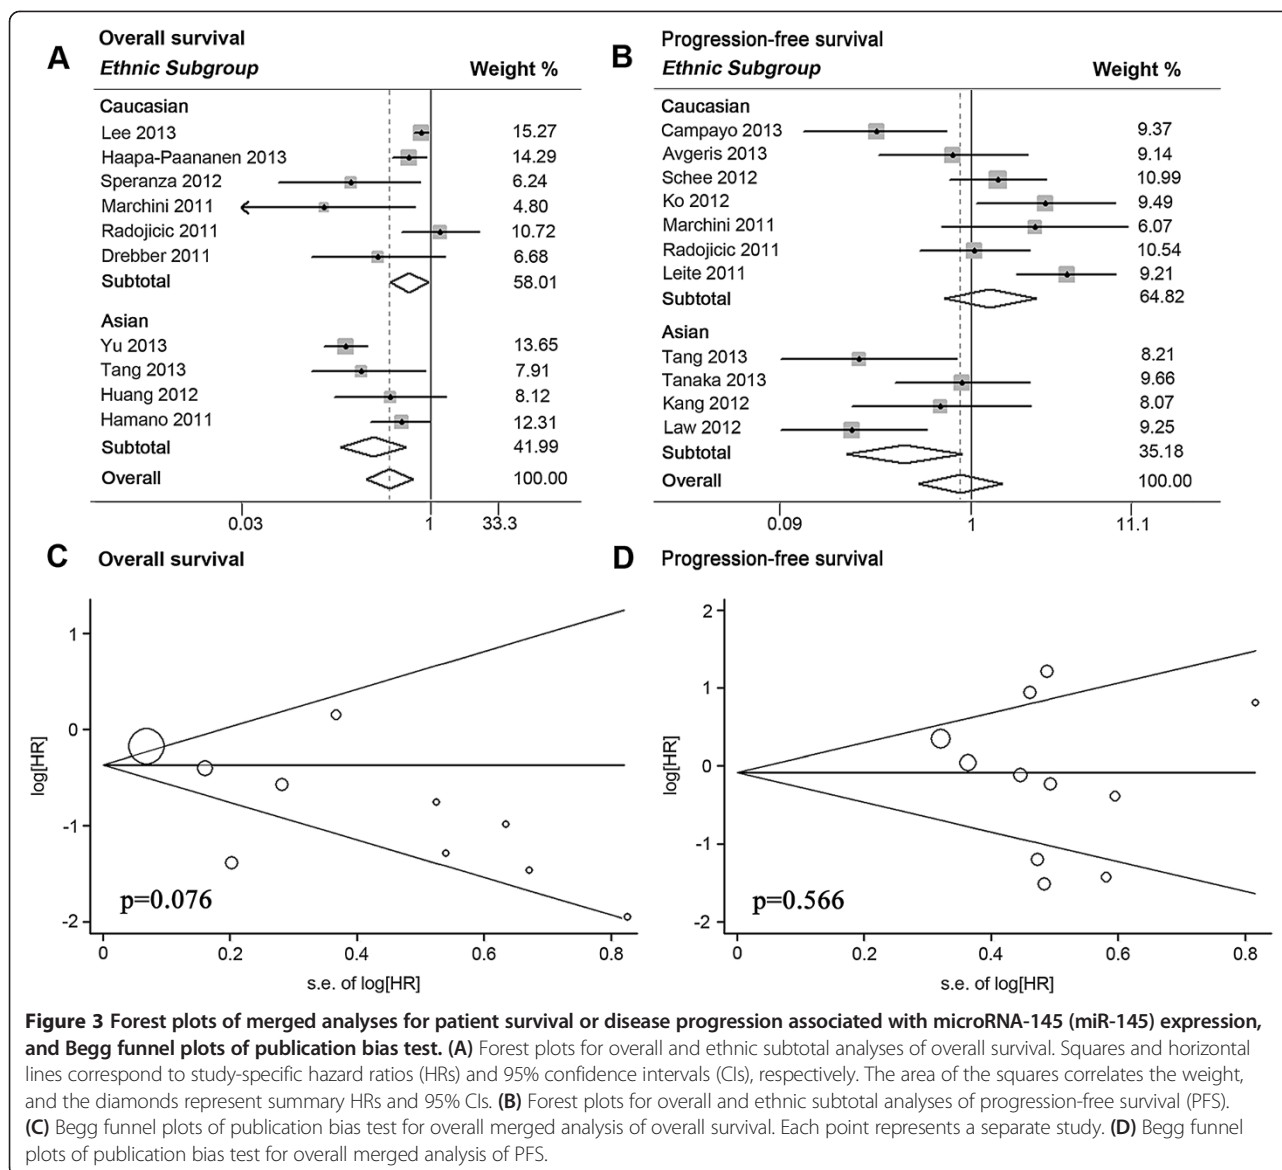 A Overall survival
Ethnic Subgroup Weight %
Caucasian
Lee 2013 15.27
Haapa-Paananen 2013 14.29
Speranza 2012 6.24
Marchini 2011 4.80
Radojicic 2011 10.72
Drebber 2011 6.68
Subtotal 58.01
Asian
Yu 2013 13.65
Tang 2013 7.91
Huang 2012 8.12
Hamano 2011 12.31
Subtotal 41.99
Overall 100.00
0.03 1 33.3
B Progression-free survival
Ethnic Subgroup Weight %
Caucasian
Campayo 2013 9.37
Avgeris 2013 9.14
Schee 2012 10.99
Ko 2012 9.49
Marchini 2011 6.07
Radojicic 2011 10.54
Leite 2011 9.21
Subtotal 64.82
Asian
Tang 2013 8.21
Tanaka 2013 9.66
Kang 2012 8.07
Law 2012 9.25
Subtotal 35.18
Overall 100.00
0.09 1 11.1
C Overall survival
1
0
-1
-2
log[HR]
p=0.076
0 0.2 0.4 0.6 0.8
s.e. of log[HR]
D Progression-free survival
2
1
0
-1
-2
log[HR]
p=0.566
0 0.2 0.4 0.6 0.8
s.e. of log[HR]
Figure 3 Forest plots of merged analyses for patient survival or disease progression associated with microRNA-145 (miR-145) expression,
and Begg funnel plots of publication bias test. (A) Forest plots for overall and ethnic subtotal analyses of overall survival. Squares and horizontal
lines correspond to study-specific hazard ratios (HRs) and 95% confidence intervals (CIs), respectively. The area of the squares correlates the weight,
and the diamonds represent summary HRs and 95% CIs. (B) Forest plots for overall and ethnic subtotal analyses of progression-free survival (PFS).
(C) Begg funnel plots of publication bias test for overall merged analysis of overall survival. Each point represents a separate study. (D) Begg funnel
plots of publication bias test for overall merged analysis of PFS.